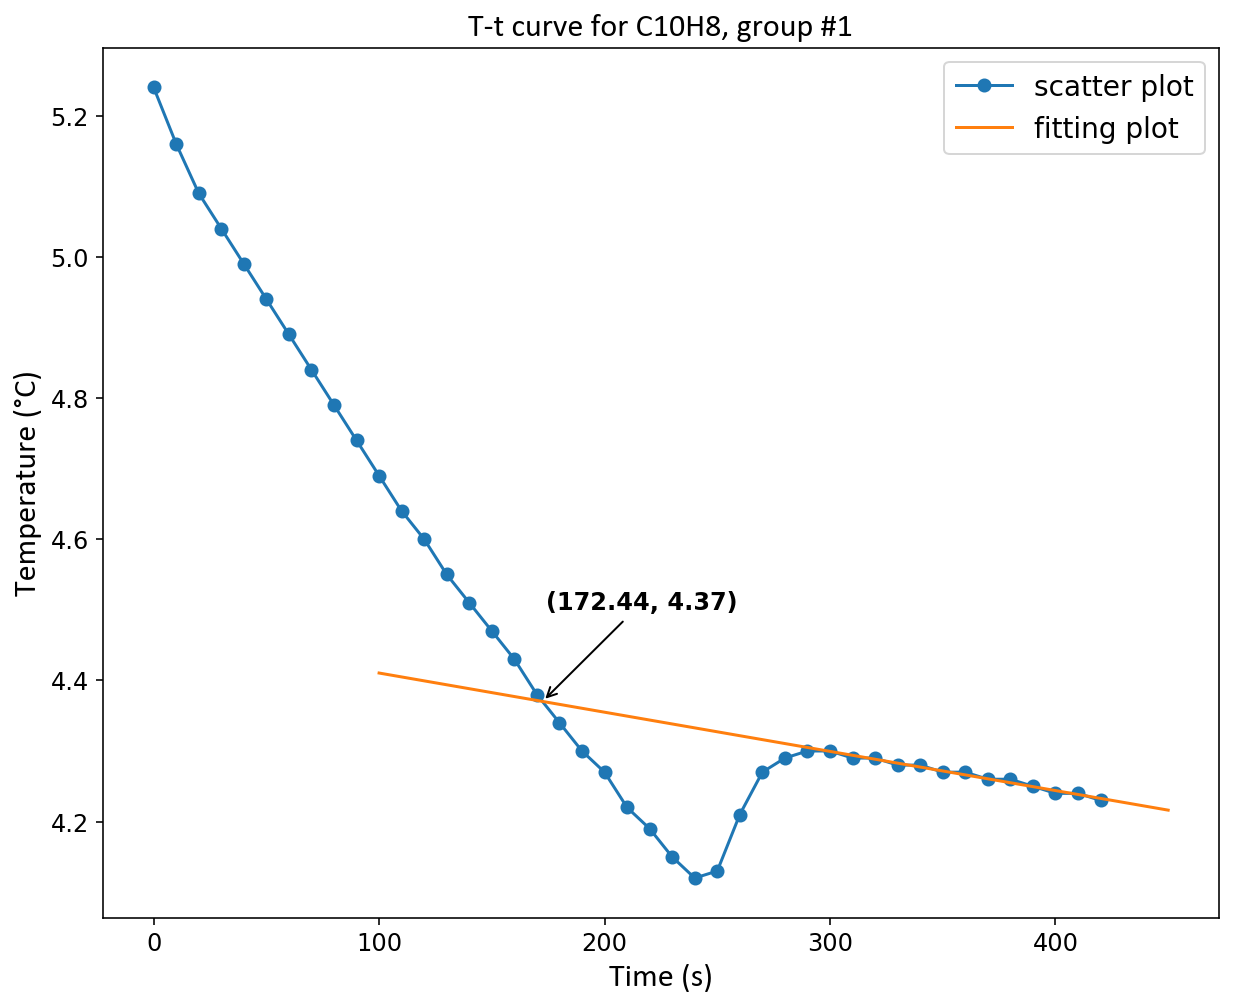 T-t curve for C10H8, group #1
scatter plot
fitting plot
5.2
5.0
4.8
4.6
4.4
4.2
Temperature (°C)
(172.44, 4.37)
0 100 200 300 400
Time (s)